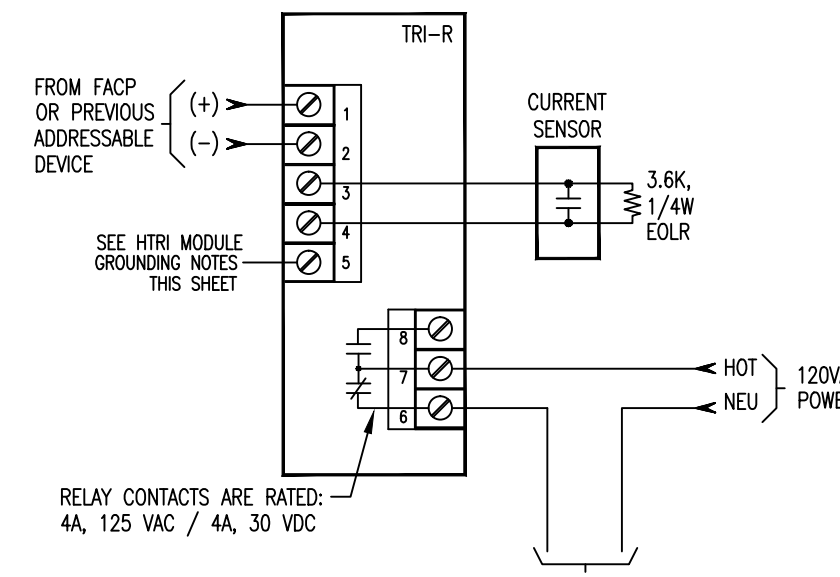 TRI-R
FROM FACP
OR PREVIOUS
ADDRESSABLE
DEVICE
(+)
(-)
1
2
3
4
5
CURRENT
SENSOR
3.6K,
1/4W
EOLR
SEE HTRI MODULE
GROUNDING NOTES
THIS SHEET
8
7
6
HOT
NEU
120V
POWE
RELAY CONTACTS ARE RATED:
4A, 125 VAC / 4A, 30 VDC